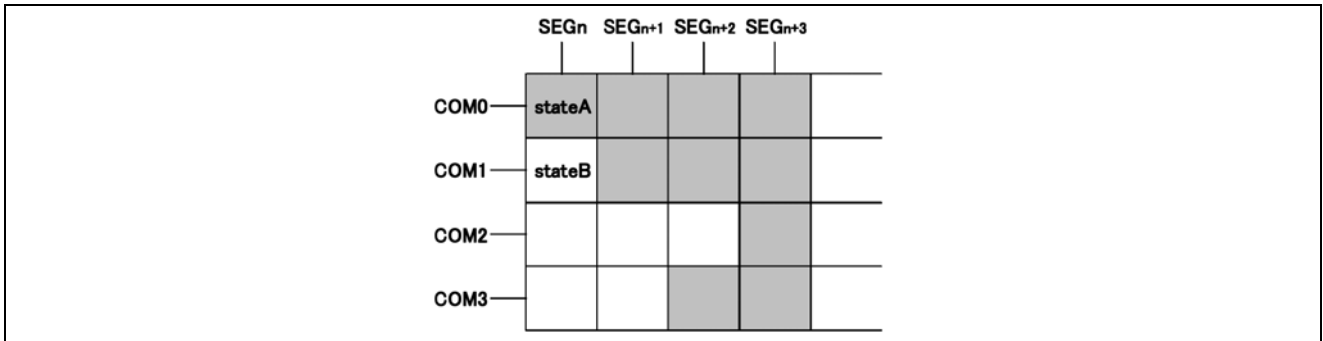 SEGn SEGn+1 SEGn+2 SEGn+3
COM0 stateA
COM1 stateB
COM2
COM3